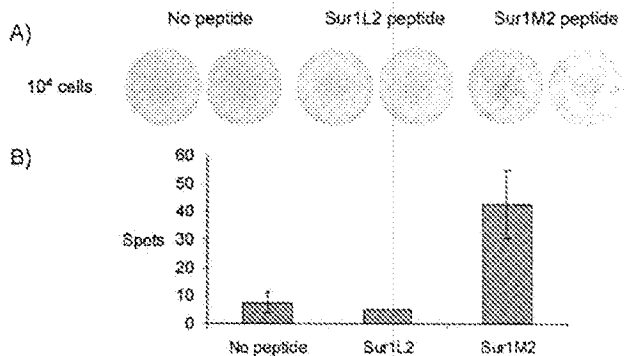 A)
No peptide Sur1L2 peptide Sur1M2 peptide
10⁴ cells
B)
60
50
40
30
20
10
0
Spots
No peptide Sur1L2 Sur1M2